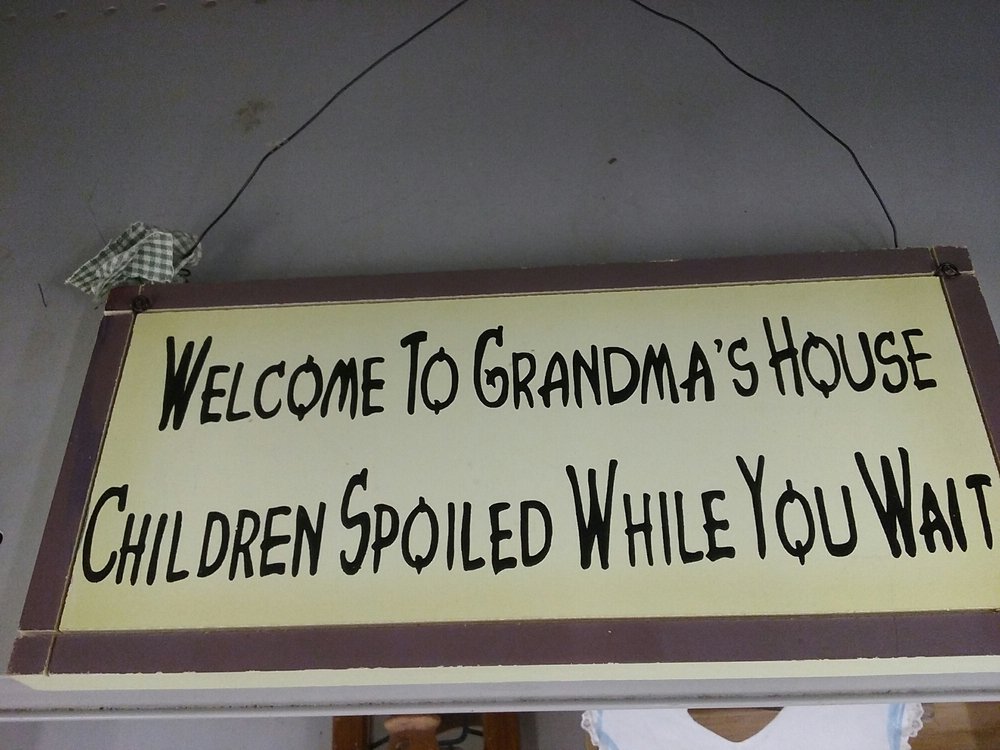 Welcome To Grandma's House
Children Spoiled While You Wait